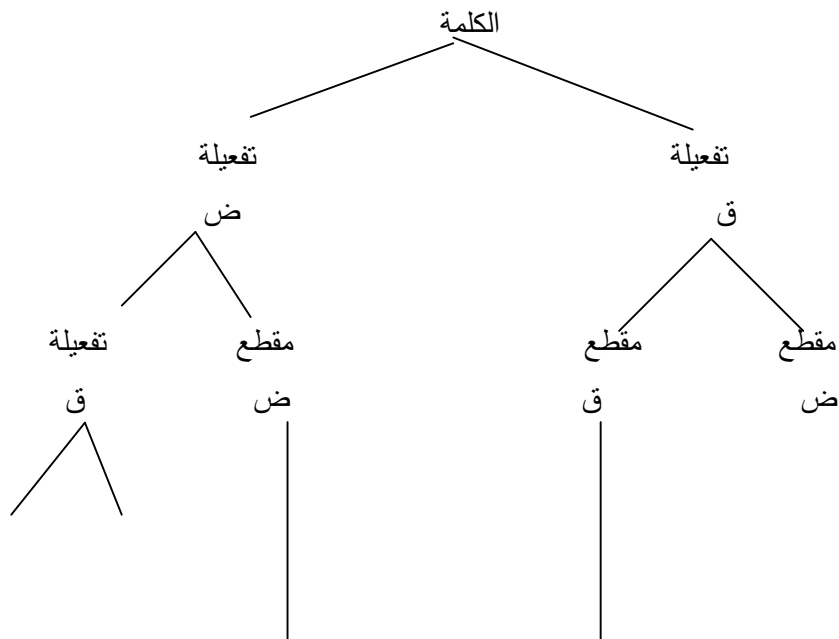 الكلمة
تفعيلة تفعيلة
ق ض
مقطع مقطع مقطع تفعيلة
ض ق ض ق